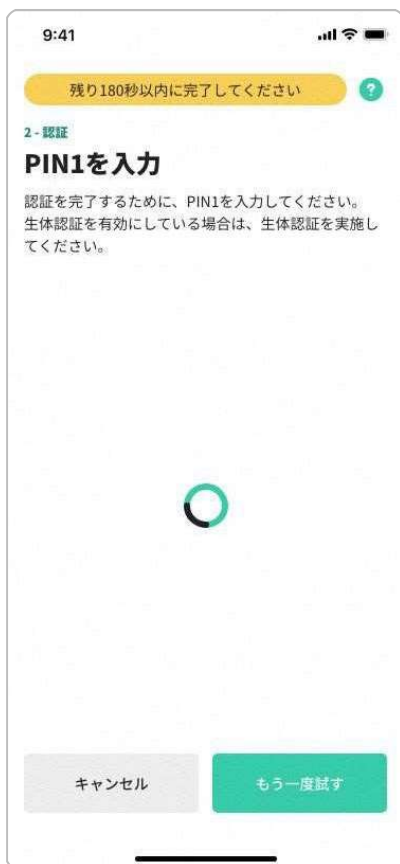 9:41
残り180秒以内に完了してください
?
2 - 認証
PIN1を入力
認証を完了するために、PIN1を入力してください。
生体認証を有効にしている場合は、生体認証を実施し
てください。
キャンセル
もう一度試す